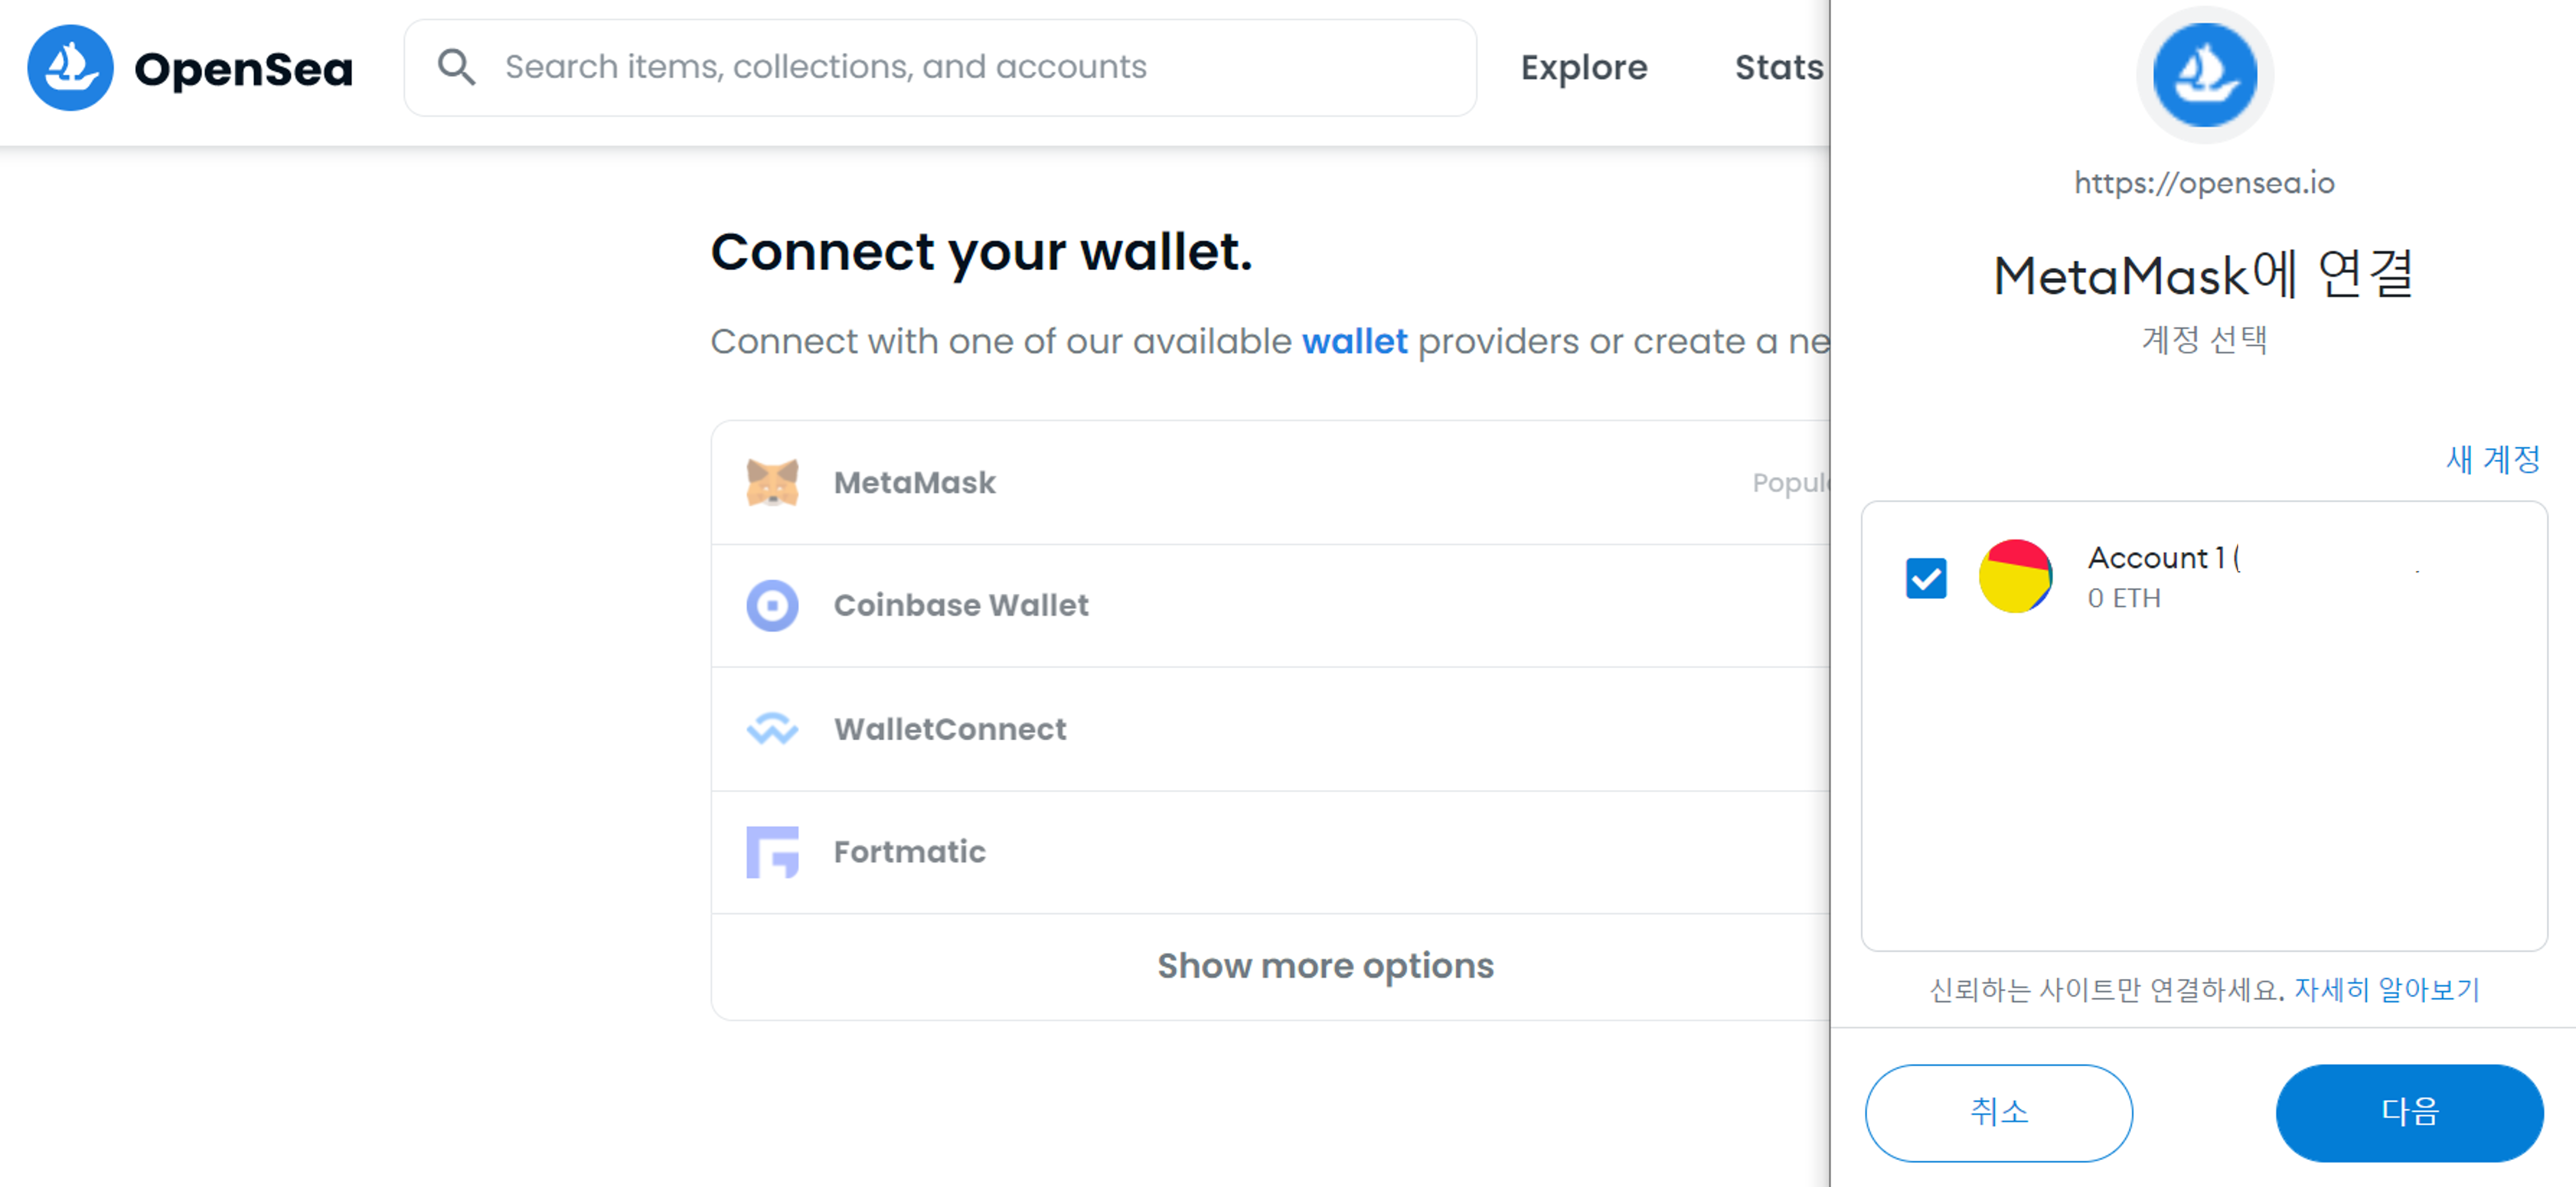 OpenSea
Search items, collections, and accounts
Explore
Stats
Connect your wallet.
Connect with one of our available wallet providers or create a ne
MetaMask
Popul
Coinbase Wallet
WalletConnect
Fortmatic
Show more options
https://opensea.io
MetaMask에 연결
계정 선택
새 계정
Account 1 (
0 ETH
신뢰하는 사이트만 연결하세요. 자세히 알아보기
취소
다음